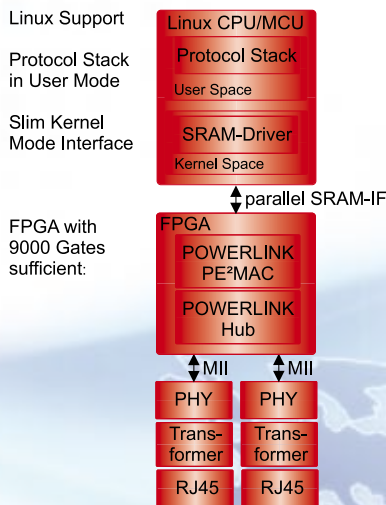 Linux Support
Linux CPU/MCU
Protocol Stack
in User Mode
Protocol Stack
User Space
Slim Kernel
Mode Interface
SRAM-Driver
Kernel Space
parallel SRAM-IF
FPGA with
9000 Gates
sufficient:
FPGA
POWERLINK
PE²MAC
POWERLINK
Hub
MII
MII
PHY
PHY
Trans-
former
Trans-
former
RJ45
RJ45